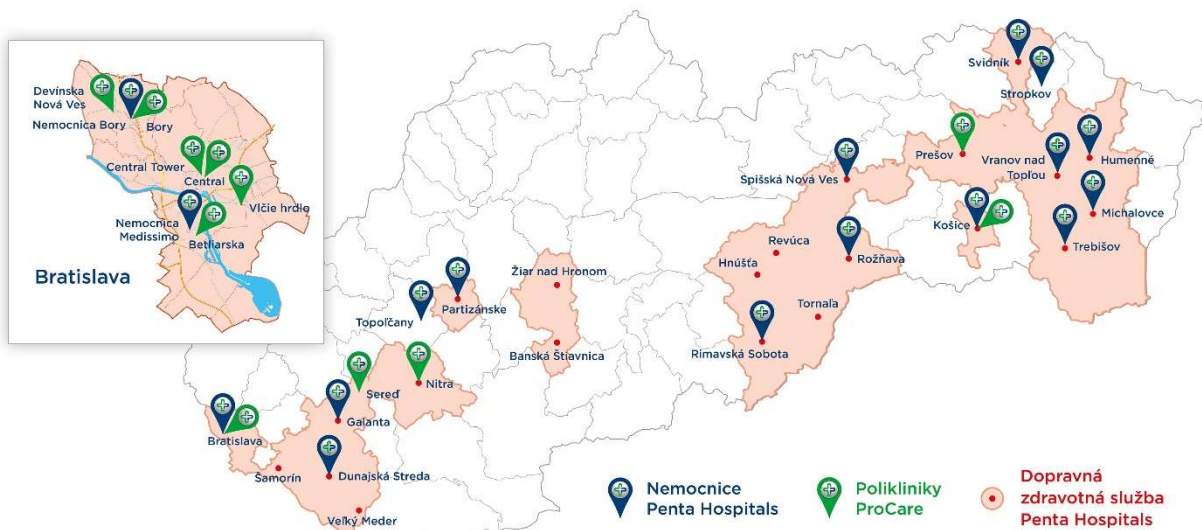 Devínska
Nová Ves
Nemocnica Bory
Bory
Central Tower
Central
Vlčie hrdlo
Nemocnica
Medissimo
Betliarska
Bratislava
Svidník
Stropkov
Prešov
Vranov nad
Topľou
Humenné
Spišská Nová Ves
Košice
Michalovce
Trebišov
Revúca
Hnúšťa
Rožňava
Tornaľa
Rimavská Sobota
Žiar nad Hronom
Banská Štiavnica
Partizánske
Topoľčany
Nitra
Sereď
Galanta
Bratislava
Šamorín
Dunajská Streda
Veľký Meder
Nemocnice
Penta Hospitals
Polikliniky
ProCare
Dopravná
zdravotná služba
Penta Hospitals